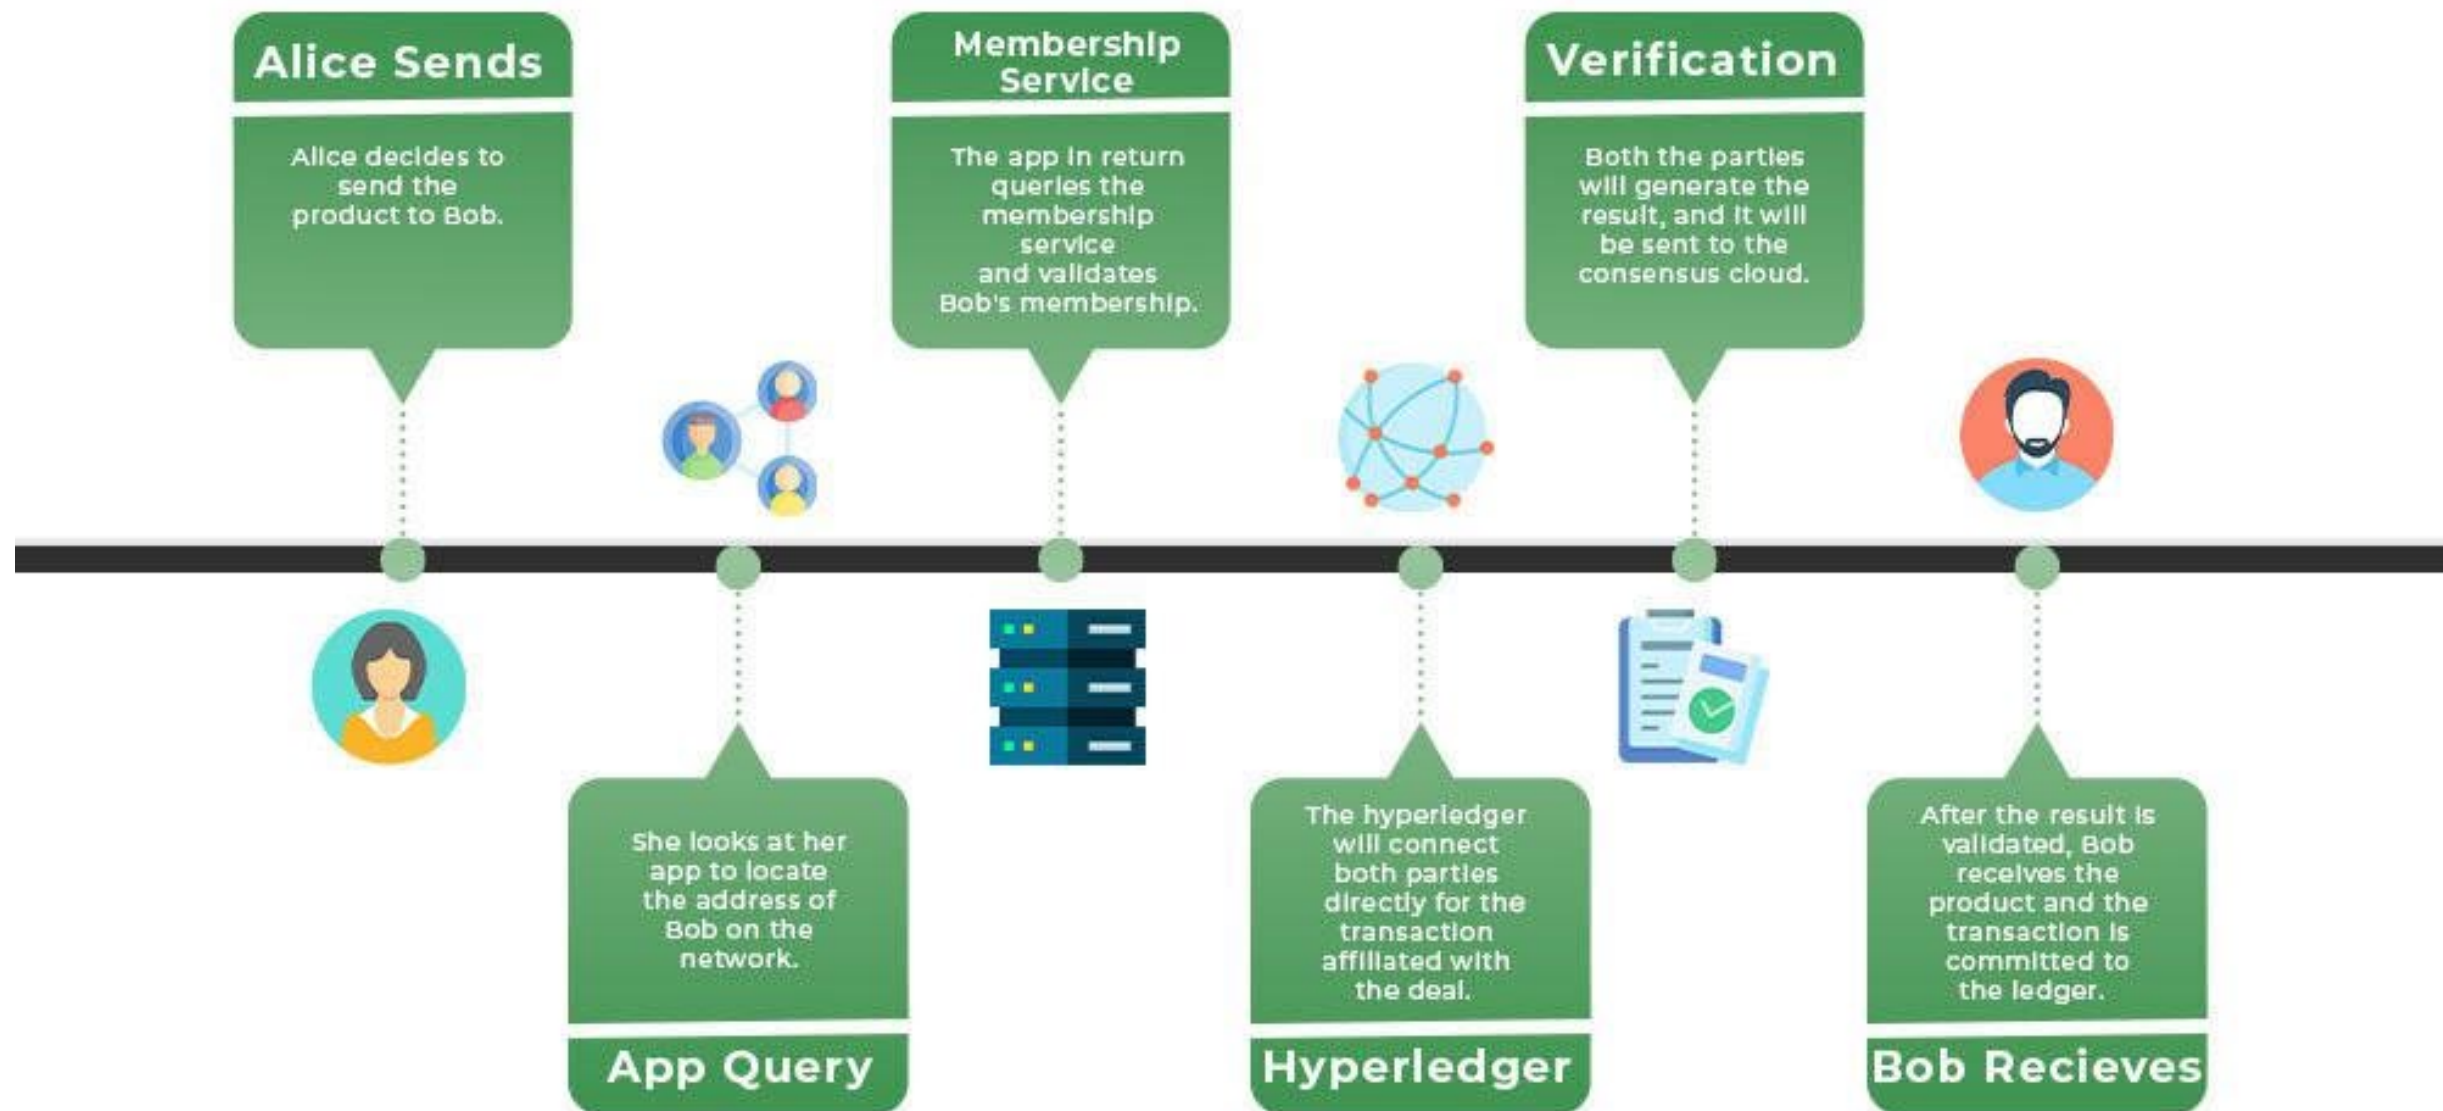 Alice Sends
Alice decides to
send the
product to Bob.
She looks at her
app to locate
the address of
Bob on the
network.
App Query
Membership
Service
The app in return
queries the
membership
service
and validates
Bob's membership.
The hyperledger
will connect
both parties
directly for the
transaction
affiliated with
the deal.
Hyperledger
Verification
Both the parties
will generate the
result, and it will
be sent to the
consensus cloud.
After the result is
validated, Bob
receives the
product and the
transaction is
committed to
the ledger.
Bob Recieves